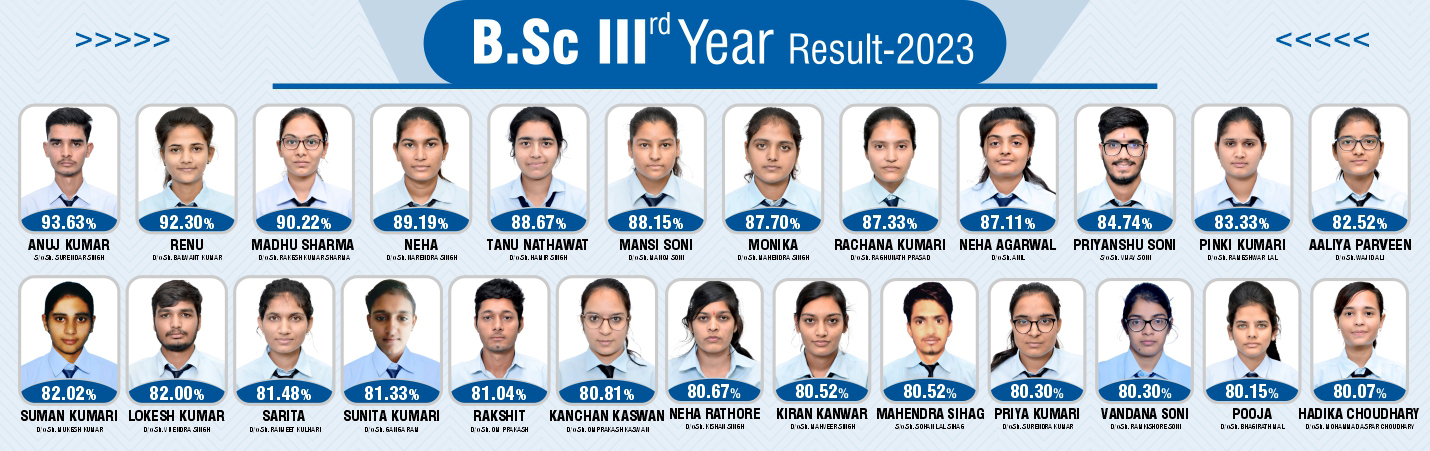 >>>>>
B.Sc IIIrd Year Result-2023
<<<<<
93.63% 92.30% 90.22% 89.19% 88.67% 88.15% 87.70% 87.33% 87.11% 84.74% 83.33% 82.52%
ANUJ KUMAR RENU MADHU SHARMA NEHA TANU NATHAWAT MANSI SONI MONIKA RACHANA KUMARI NEHA AGARWAL PRIYANSHU SONI PINKI KUMARI AALIYA PARVEEN
S/o Sh. SURENDAR SINGH D/o Sh. BALWANT KUMAR D/o Sh. RAKESH KUMAR SHARMA D/o Sh. NARENDRA SINGH D/o Sh. HAMIR SINGH D/o Sh. MANOJ SONI D/o Sh. MAHENDRA SINGH D/o Sh. RAGHUNATH PRASAD D/o Sh. ANIL S/o Sh. VIJAY SONI D/o Sh. RAMESHWAR LAL D/o Sh. WAJID ALI
82.02% 82.00% 81.48% 81.33% 81.04% 80.81% 80.67% 80.52% 80.52% 80.30% 80.30% 80.15% 80.07%
SUMAN KUMARI LOKESH KUMAR SARITA SUNITA KUMARI RAKSHIT KANCHAN KASWAN NEHA RATHORE KIRAN KANWAR MAHENDRA SIHAG PRIYA KUMARI VANDANA SONI POOJA HADIKA CHOUDHARY
D/o Sh. MUKESH KUMAR D/o Sh. VIJENDRA SINGH D/o Sh. KULHARI D/o Sh. GANGA RAM D/o Sh. OM PRAKASH D/o Sh. OM PRAKASH KASWAN D/o Sh. KISHAN SINGH D/o Sh. MAHVEER SINGH S/o Sh. SOHAN LAL SIHAG D/o Sh. SURENDRA KUMAR D/o Sh. RAM KISHORE SONI D/o Sh. BHAGIRATH MAL D/o Sh. CHOUDHARY